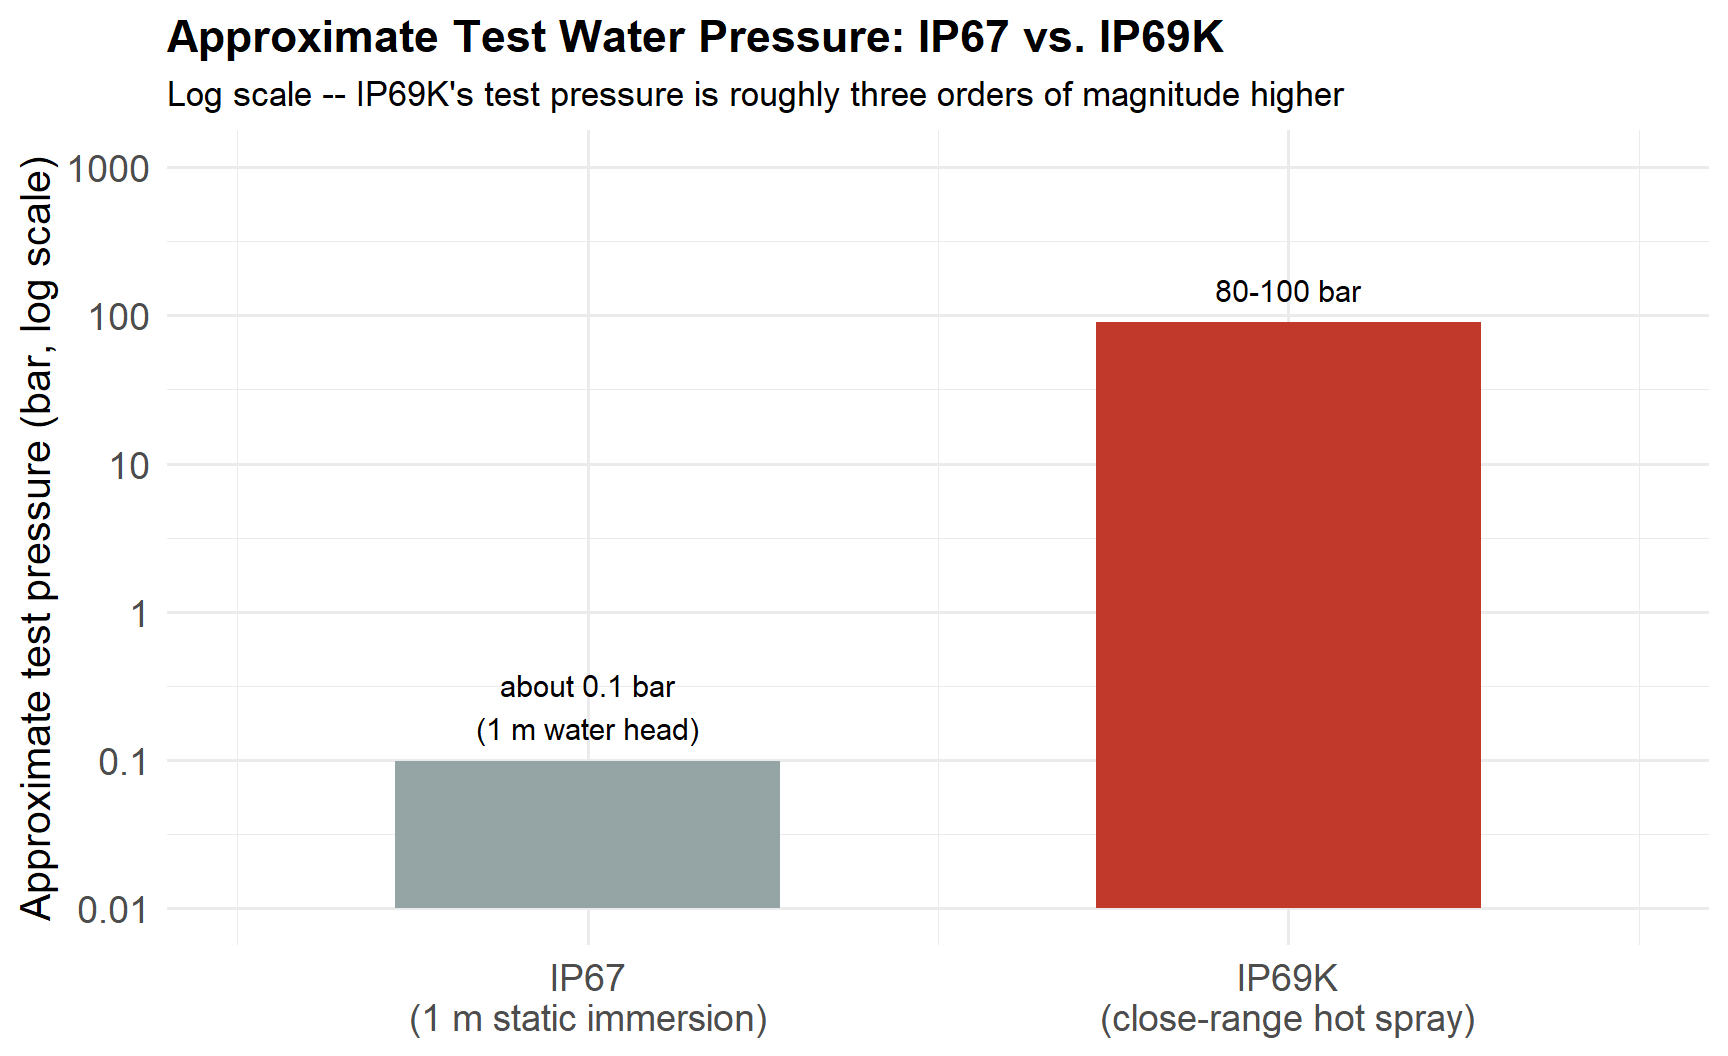 Approximate Test Water Pressure: IP67 vs. IP69K
Log scale -- IP69K's test pressure is roughly three orders of magnitude higher
Approximate test pressure (bar, log scale)
1000
100
10
1
0.1
0.01
80-100 bar
about 0.1 bar
(1 m water head)
IP67
(1 m static immersion)
IP69K
(close-range hot spray)